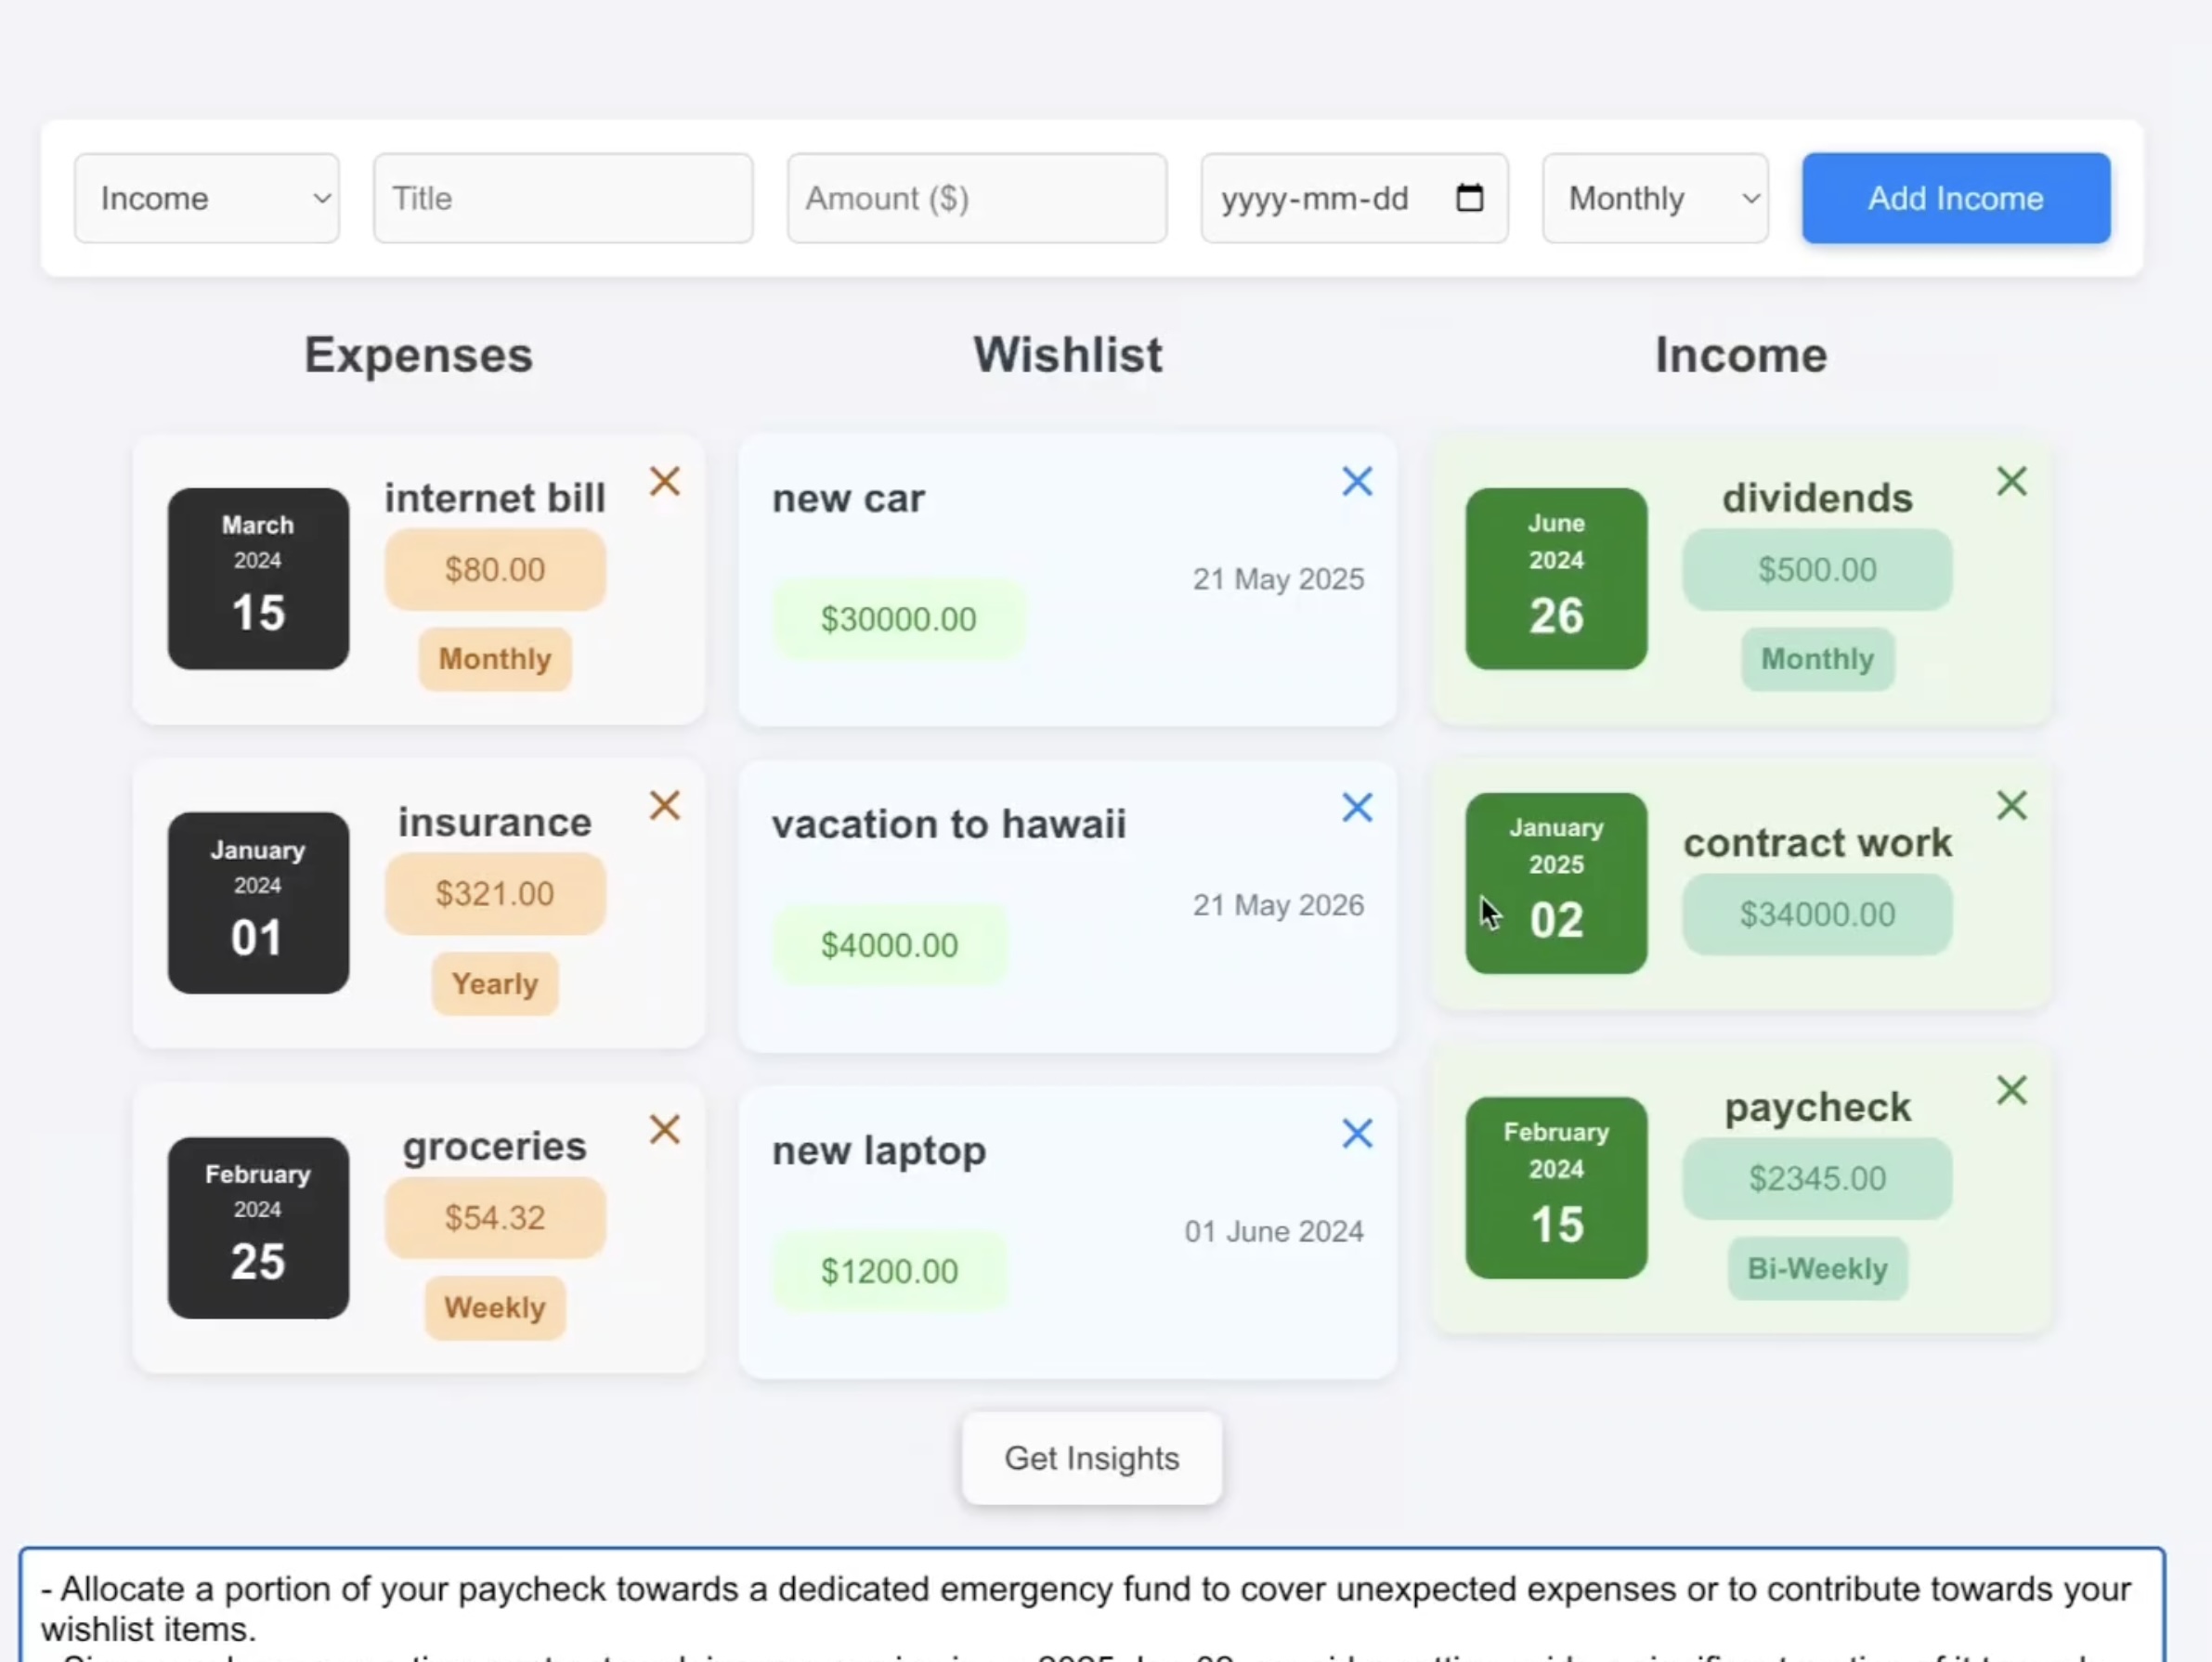 Income
Title
Amount ($)
yyyy-mm-dd
Monthly
Add Income
Expenses
Wishlist
Income
March
2024
15
internet bill
$80.00
Monthly
January
2024
01
insurance
$321.00
Yearly
February
2024
25
groceries
$54.32
Weekly
new car
$30000.00
21 May 2025
vacation to hawaii
$4000.00
21 May 2026
new laptop
$1200.00
01 June 2024
June
2024
26
dividends
$500.00
Monthly
January
2025
02
contract work
$34000.00
February
2024
15
paycheck
$2345.00
Bi-Weekly
Get Insights
- Allocate a portion of your paycheck towards a dedicated emergency fund to cover unexpected expenses or to contribute towards your
wishlist items.